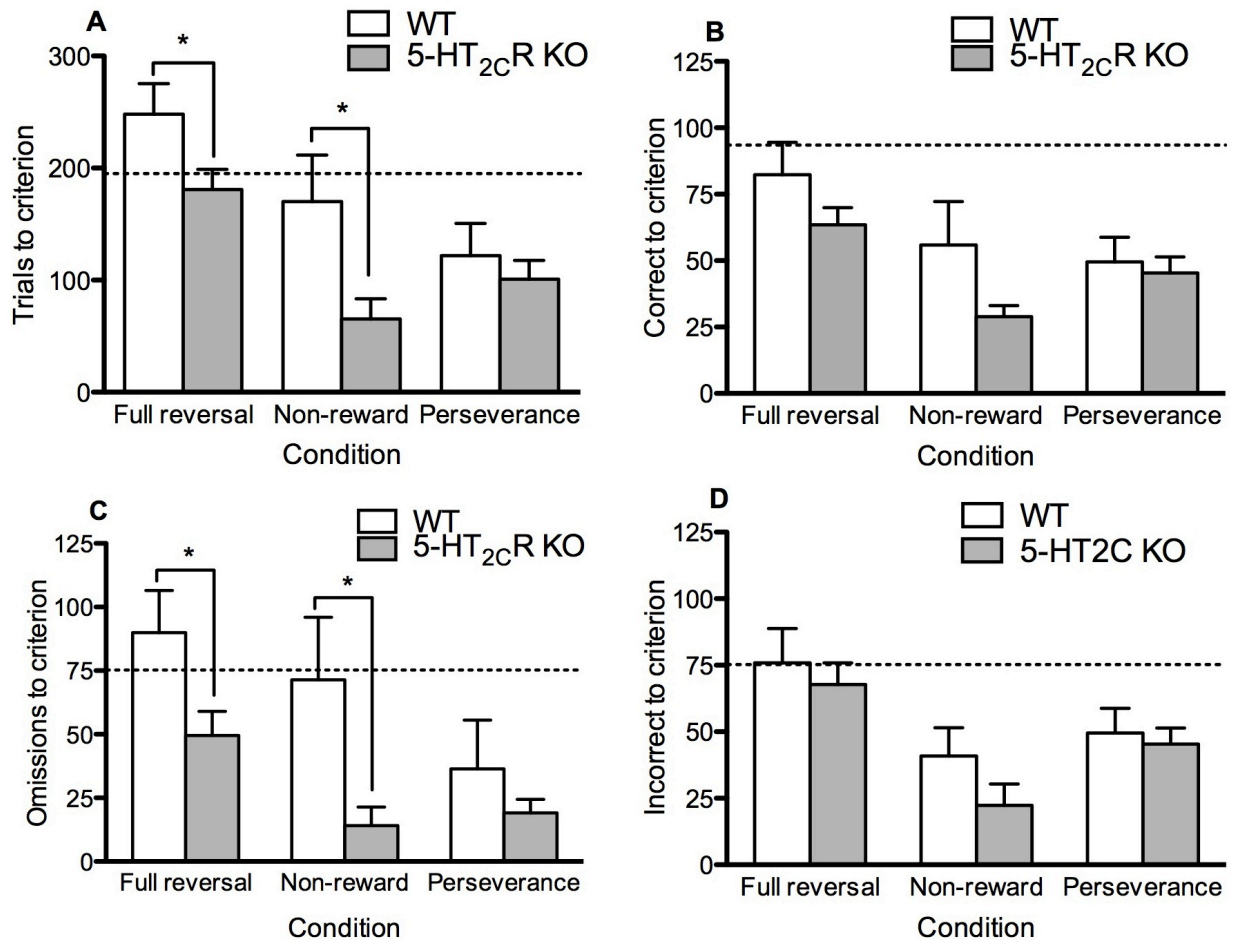 A
WT
5-HT2CR KO
*
*
Trials to criterion
300
200
100
0
Full reversal Non-reward Perseverance
Condition
B
WT
5-HT2CR KO
Correct to criterion
125
100
75
50
25
0
Full reversal Non-reward Perseverance
Condition
C
WT
5-HT2CR KO
*
*
Omissions to criterion
125
100
75
50
25
0
Full reversal Non-reward Perseverance
Condition
D
WT
5-HT2C KO
Incorrect to criterion
125
100
75
50
25
0
Full reversal Non-reward Perseverance
Condition